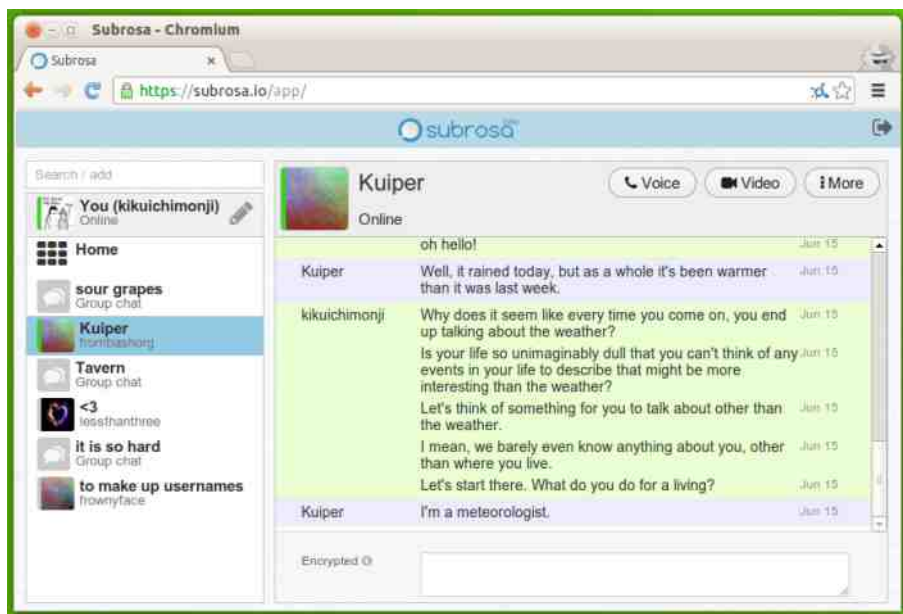 Subrosa - Chromium
Subrosa
https://subrosa.io/app/
subrosa
Search / add
You (kikuichimonji)
Online
Home
sour grapes
Group chat
Kuiper
frombashorg
Tavern
Group chat
<3
lessthanthree
it is so hard
Group chat
to make up usernames
frownyface
Kuiper
Online
Voice
Video
More
oh hello! Jun 15
Kuiper Well, it rained today, but as a whole it's been warmer Jun 15
than it was last week.
kikuichimonji Why does it seem like every time you come on, you end Jun 15
up talking about the weather?
Is your life so unimaginably dull that you can't think of any Jun 15
events in your life to describe that might be more
interesting than the weather?
Let's think of something for you to talk about other than Jun 15
the weather.
I mean, we barely even know anything about you, other Jun 15
than where you live.
Let's start there. What do you do for a living? Jun 15
Kuiper I'm a meteorologist. Jun 15
Encrypted